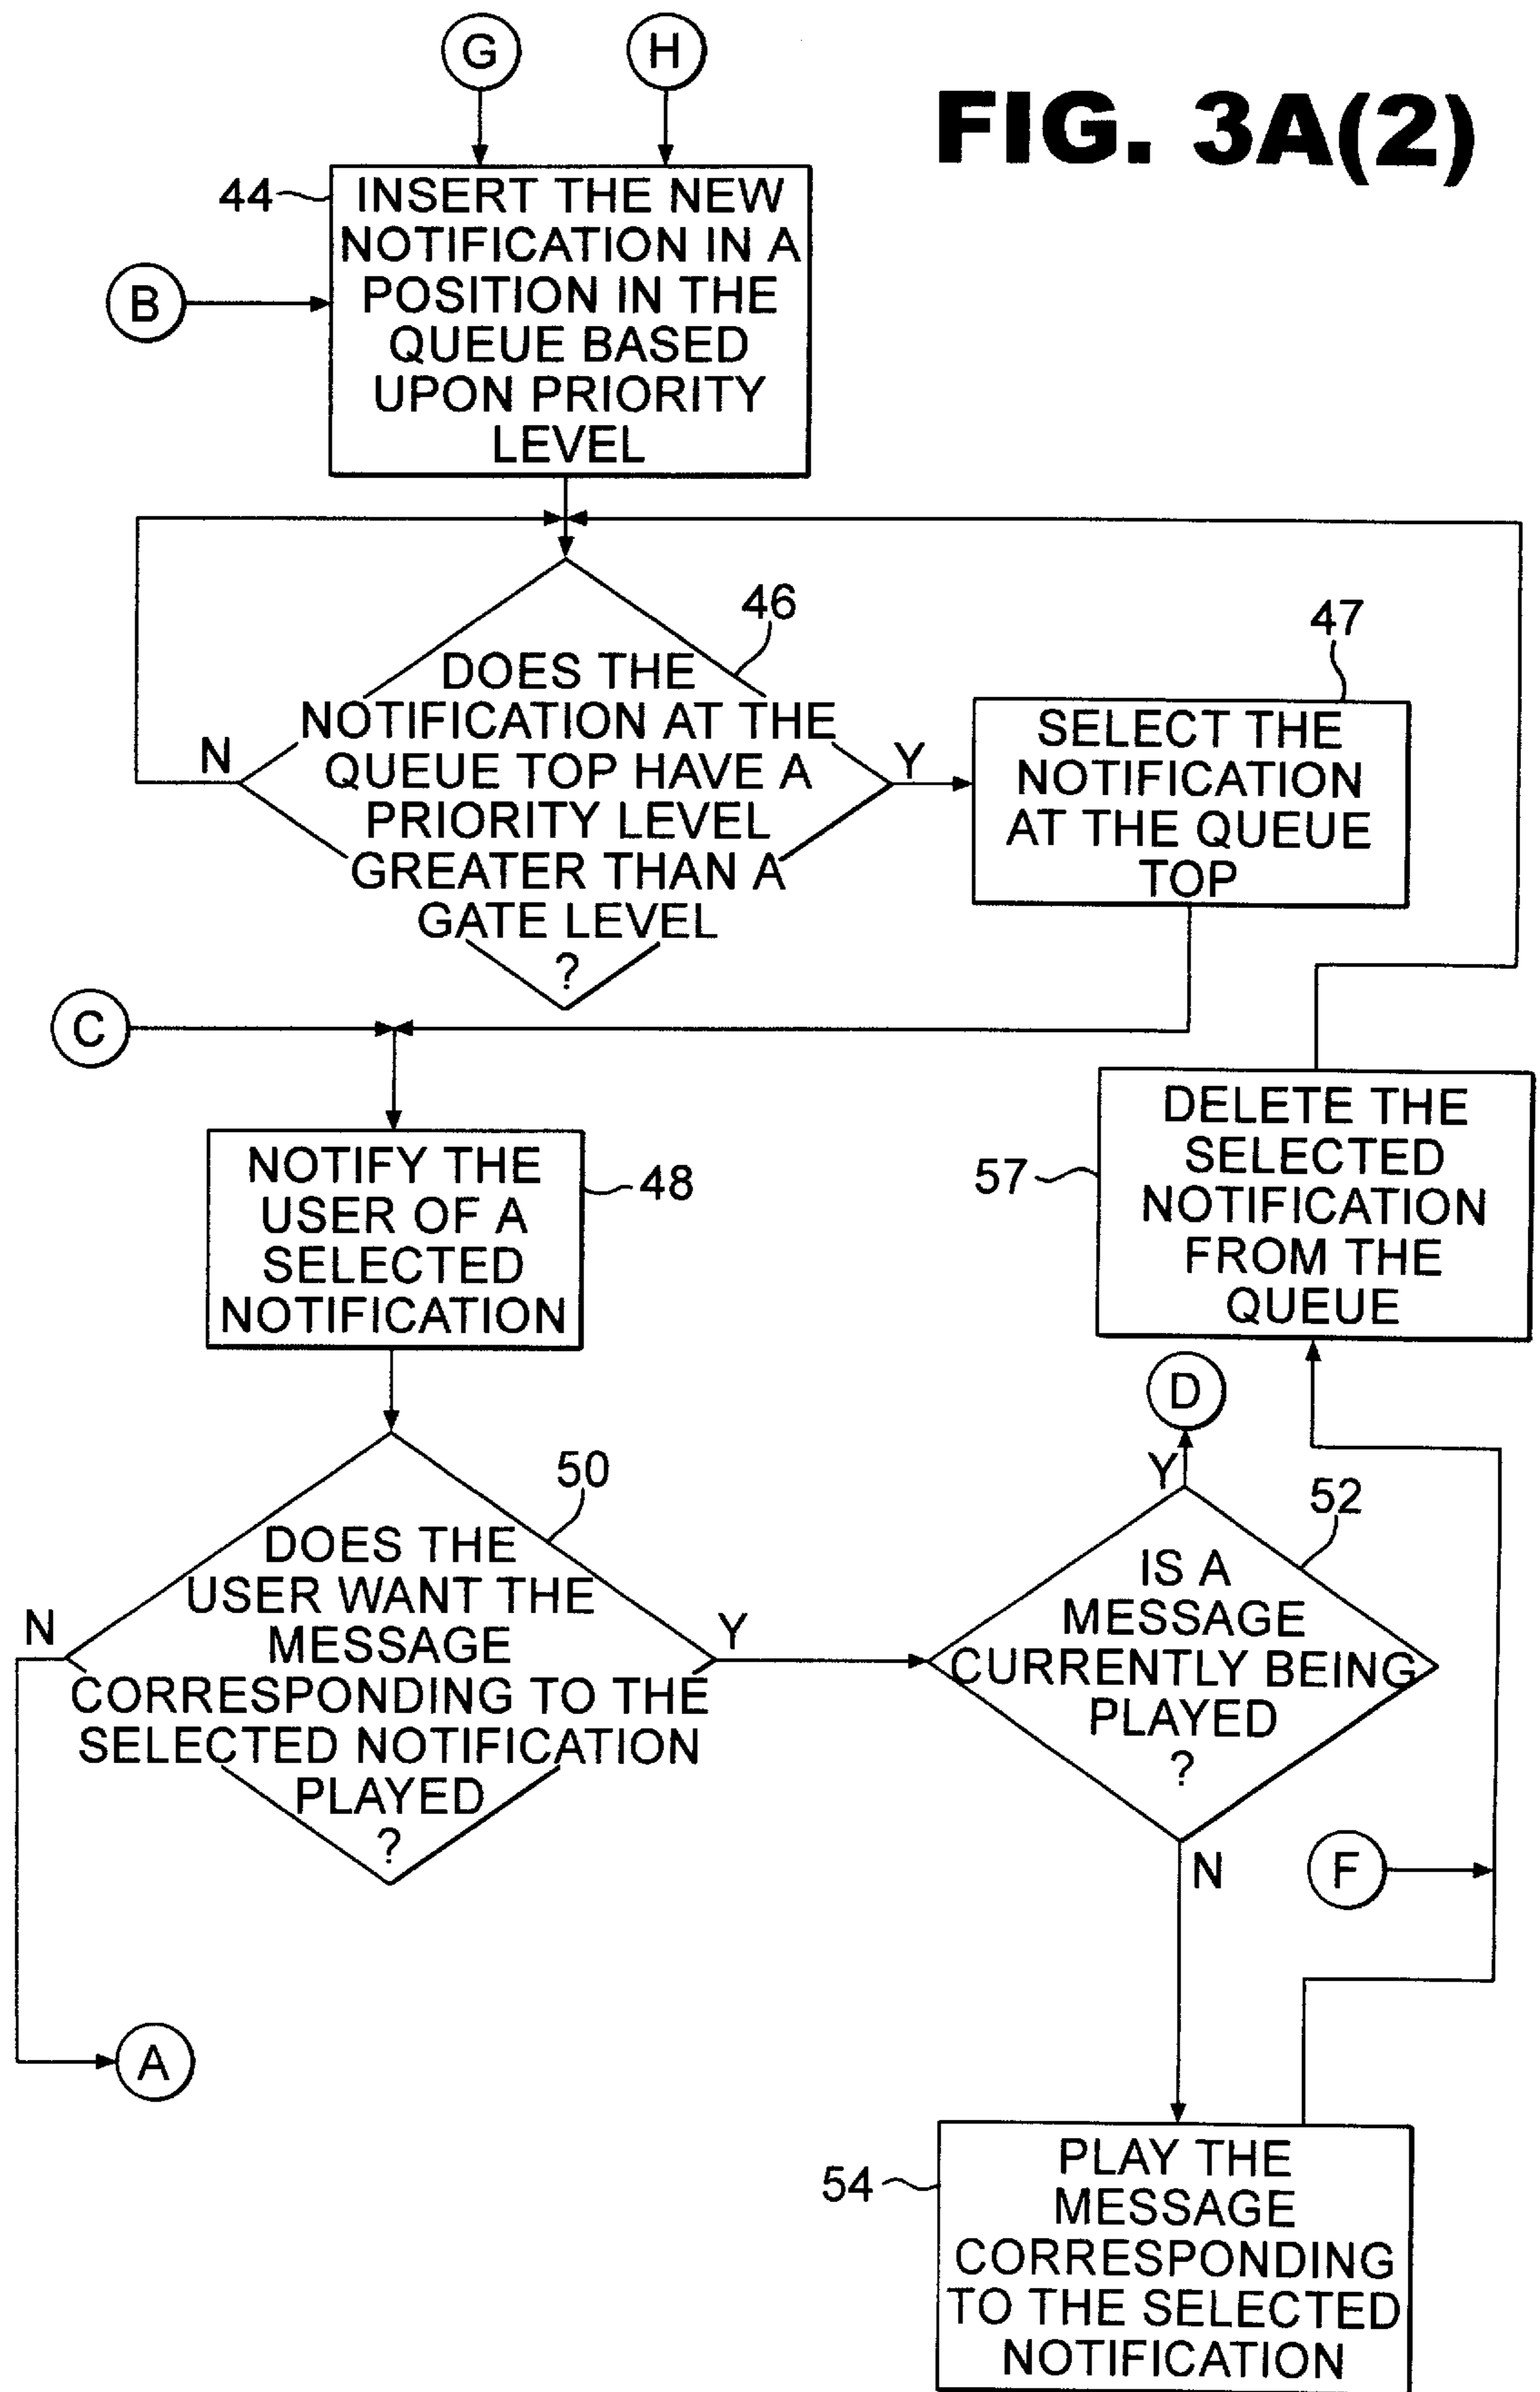 G
H
FIG. 3A(2)
44
INSERT THE NEW
NOTIFICATION IN A
POSITION IN THE
QUEUE BASED
UPON PRIORITY
LEVEL
B
46
DOES THE
NOTIFICATION AT THE
QUEUE TOP HAVE A
PRIORITY LEVEL
GREATER THAN A
GATE LEVEL
?
N
Y
47
SELECT THE
NOTIFICATION
AT THE QUEUE
TOP
C
NOTIFY THE
USER OF A
SELECTED
NOTIFICATION
48
57
DELETE THE
SELECTED
NOTIFICATION
FROM THE
QUEUE
D
Y
50
DOES THE
USER WANT THE
MESSAGE
CORRESPONDING TO THE
SELECTED NOTIFICATION
PLAYED
?
N
Y
52
IS A
MESSAGE
CURRENTLY BEING
PLAYED
?
N
F
A
54
PLAY THE
MESSAGE
CORRESPONDING
TO THE SELECTED
NOTIFICATION